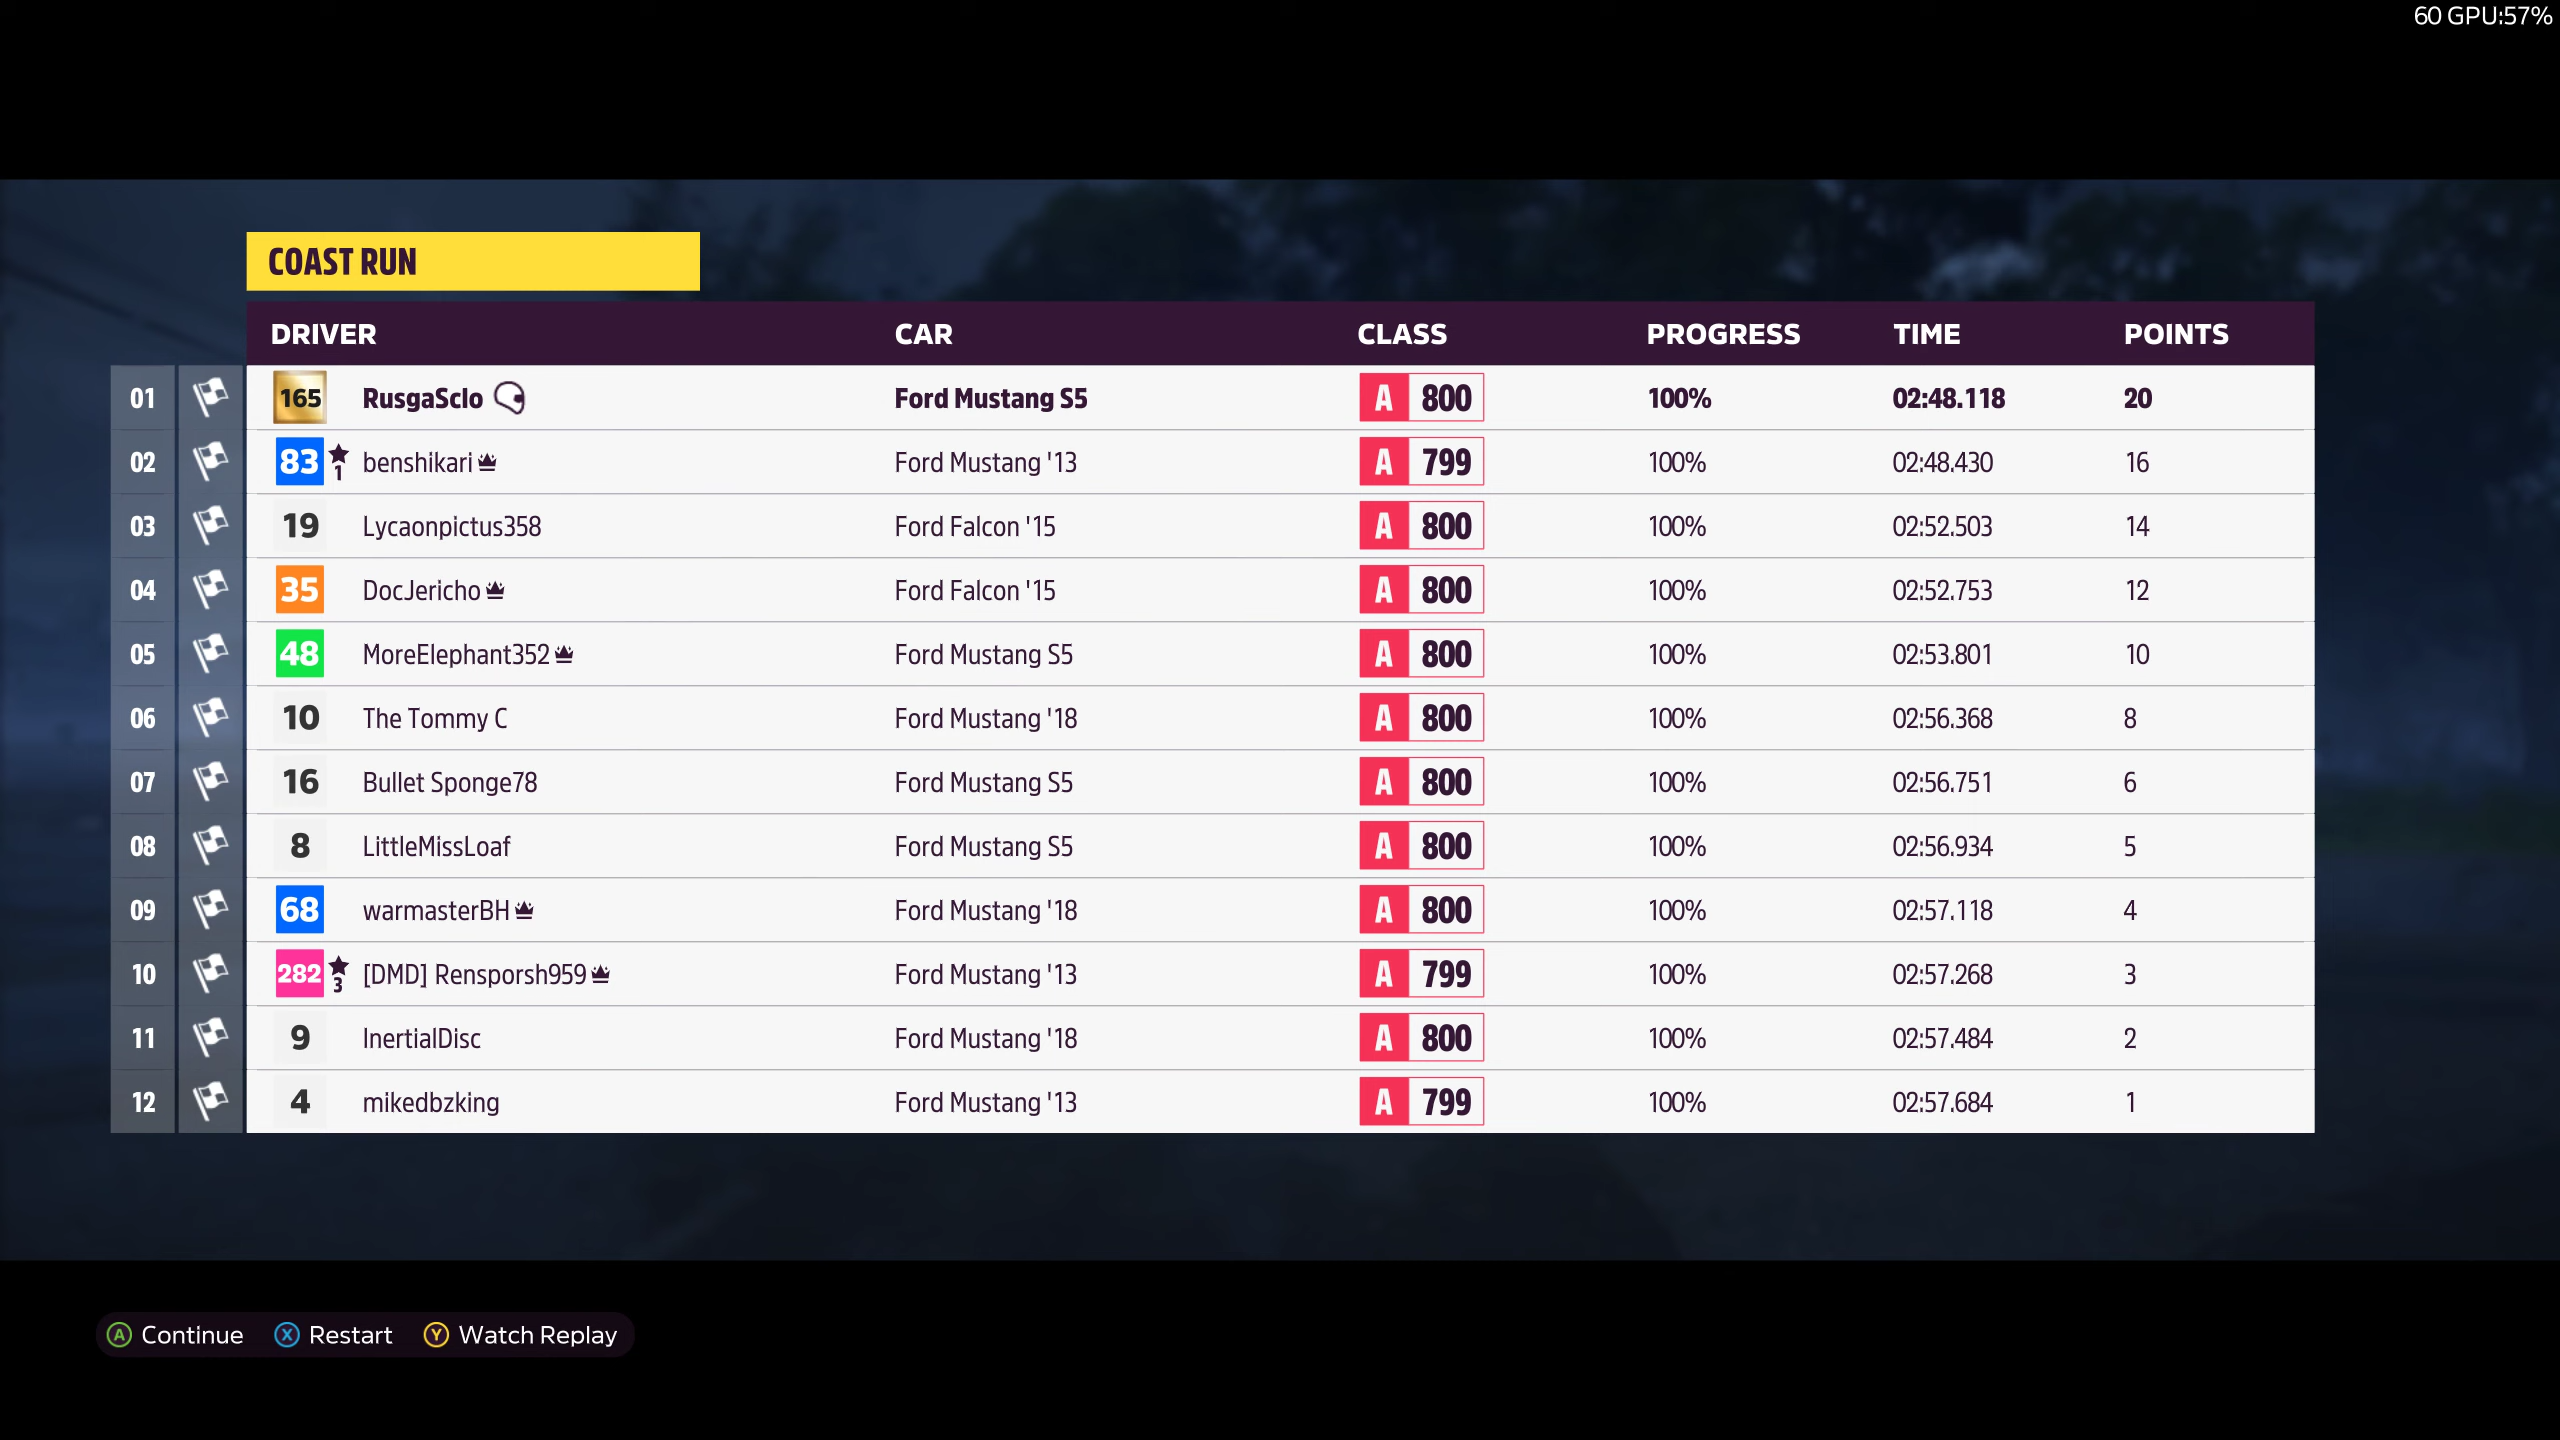 60 GPU:57%
COAST RUN
DRIVER CAR CLASS PROGRESS TIME POINTS
01 165 RusgaSclo Ford Mustang S5 A 800 100% 02:48.118 20
02 83 1 benshikari Ford Mustang '13 A 799 100% 02:48.430 16
03 19 Lycaonpictus358 Ford Falcon '15 A 800 100% 02:52.503 14
04 35 DocJericho Ford Falcon '15 A 800 100% 02:52.753 12
05 48 MoreElephant352 Ford Mustang S5 A 800 100% 02:53.801 10
06 10 The Tommy C Ford Mustang '18 A 800 100% 02:56.368 8
07 16 Bullet Sponge78 Ford Mustang S5 A 800 100% 02:56.751 6
08 8 LittleMissLoaf Ford Mustang S5 A 800 100% 02:56.934 5
09 68 warmasterBH Ford Mustang '18 A 800 100% 02:57.118 4
10 282 3 [DMD] Rensporsh959 Ford Mustang '13 A 799 100% 02:57.268 3
11 9 InertialDisc Ford Mustang '18 A 800 100% 02:57.484 2
12 4 mikedbzking Ford Mustang '13 A 799 100% 02:57.684 1
A Continue X Restart Y Watch Replay